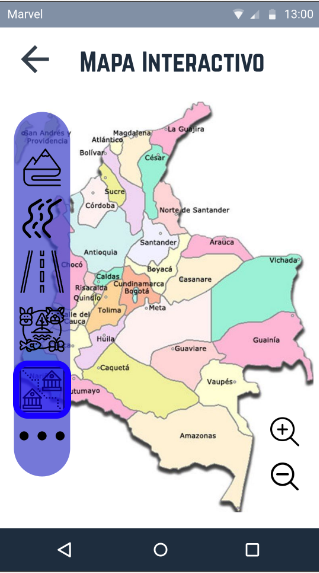 Marvel 13:00
Mapa Interactivo
San Andrés y
Providencia
Magdalena
La Guajira
Atlántico
Bolívar
César
Sucre
Córdoba
Norte de Santander
Santander
Arauca
Antioquia
Boyacá
Vichada
Chocó
Caldas
Casanare
Risaralda
Cundinamarca
Bogotá
Quindío
Meta
Tolima
lle del
Cauca
Huila
Guainía
Guaviare
Caquetá
Vaupés
utumayo
Amazonas